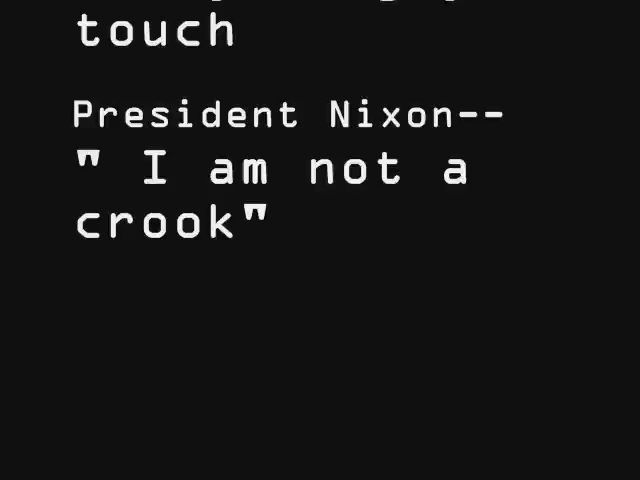 touch
President Nixon--
" I am not a
crook"